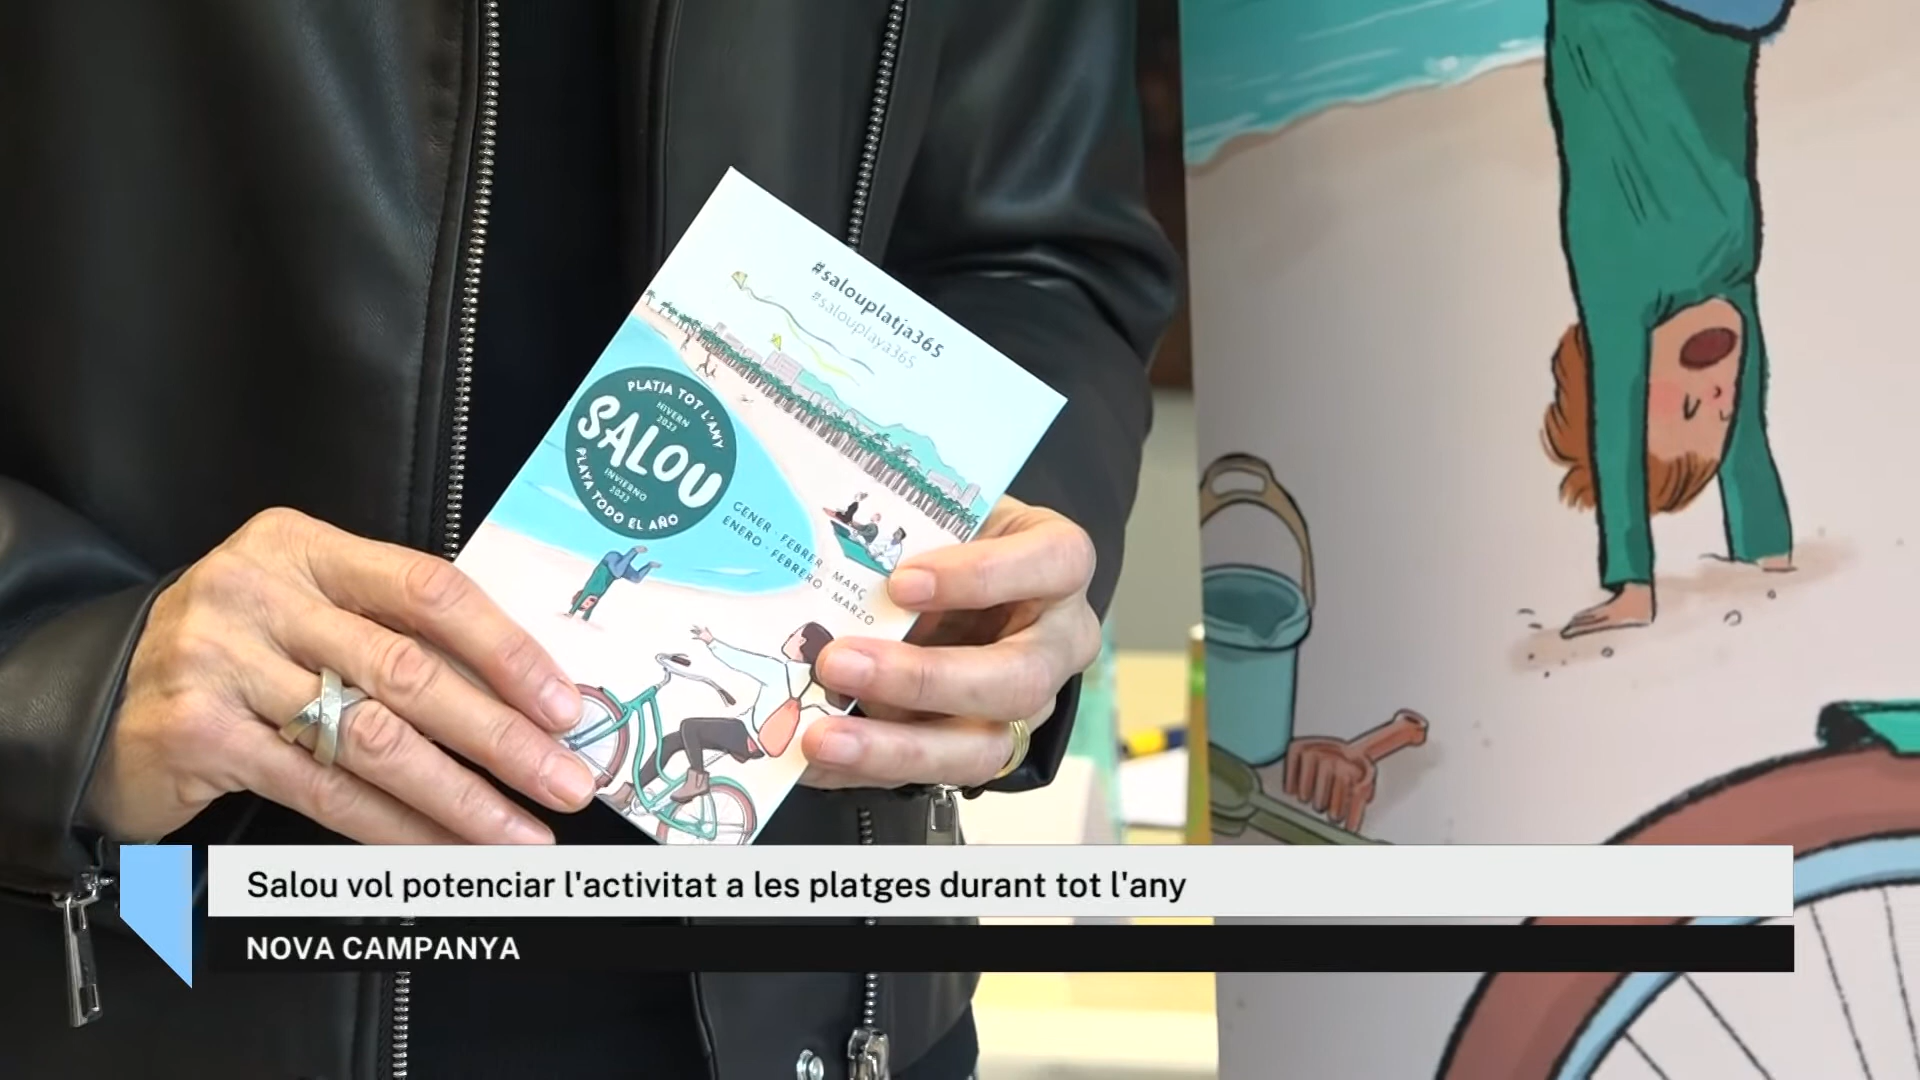 #salouplatja365
#salouplaya365
PLATJA TOT L'ANY
HIVERN
2023
SALOU
INVIERNO
2023
PLAYA TODO EL AÑO
GENER · FEBRER · MARÇ
ENERO · FEBRERO · MARZO
Salou vol potenciar l'activitat a les platges durant tot l'any
NOVA CAMPANYA